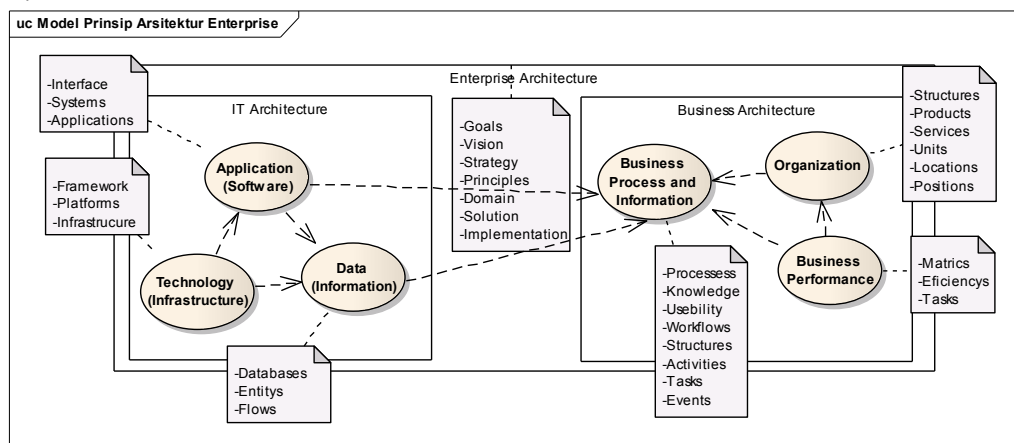 uc Model Prinsip Arsitektur Enterprise
Enterprise Architecture
-Interface
-Systems
-Applications
IT Architecture
Application
(Software)
-Framework
-Platforms
-Infrastrucure
Technology
(Infrastructure)
Data
(Information)
-Databases
-Entitys
-Flows
-Goals
-Vision
-Strategy
-Principles
-Domain
-Solution
-Implementation
Business Architecture
Business
Process and
Information
Organization
Business
Performance
-Structures
-Products
-Services
-Units
-Locations
-Positions
-Matrics
-Eficiencys
-Tasks
-Processess
-Knowledge
-Usebility
-Workflows
-Structures
-Activities
-Tasks
-Events